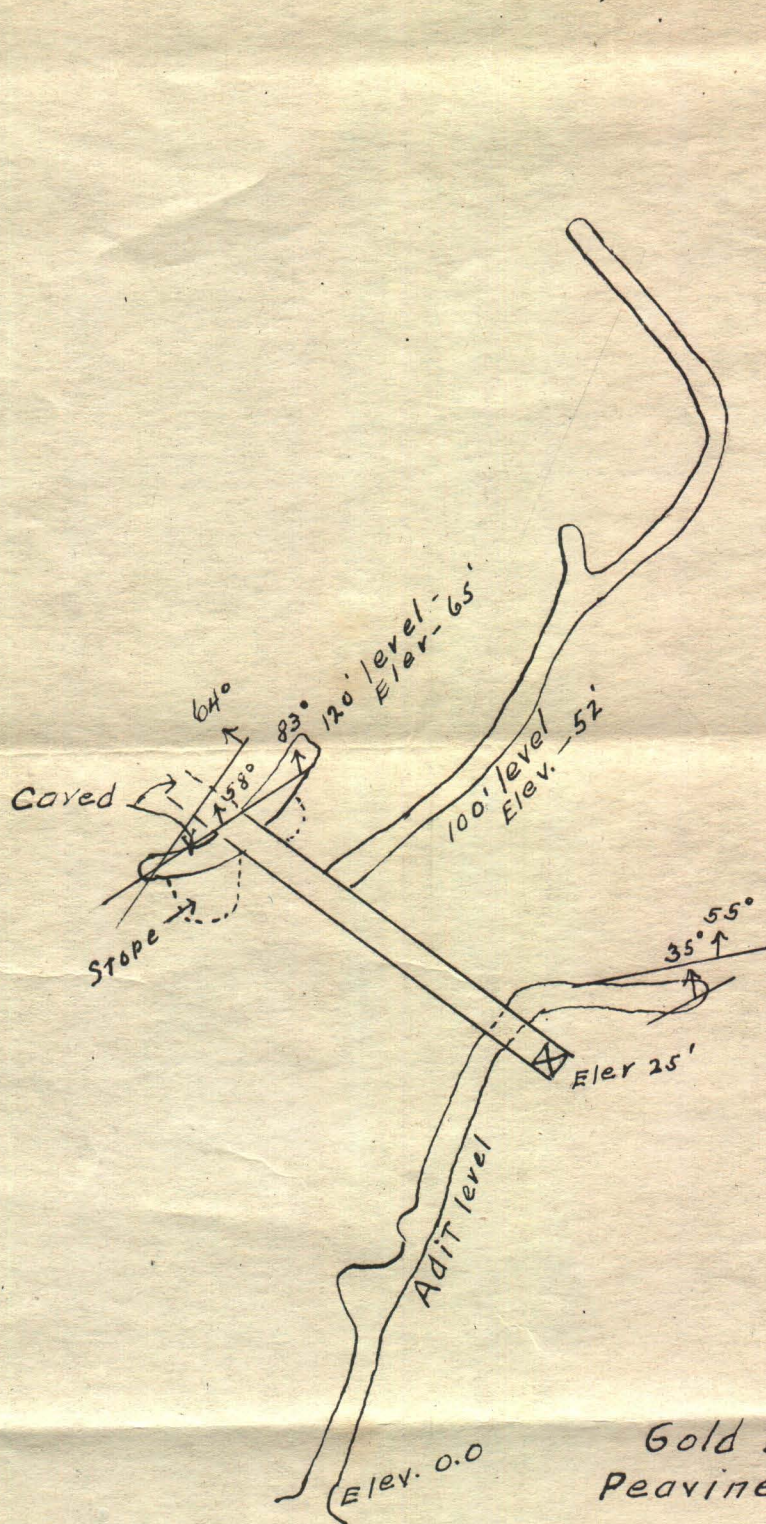 64°
83°
120' level -
Elev - 65'
58°
Caved
100' level
Elev. - 52'
Stope
55°
35°
Elev 25'
Adit level
Elev. 0.0
Gold
Peavine